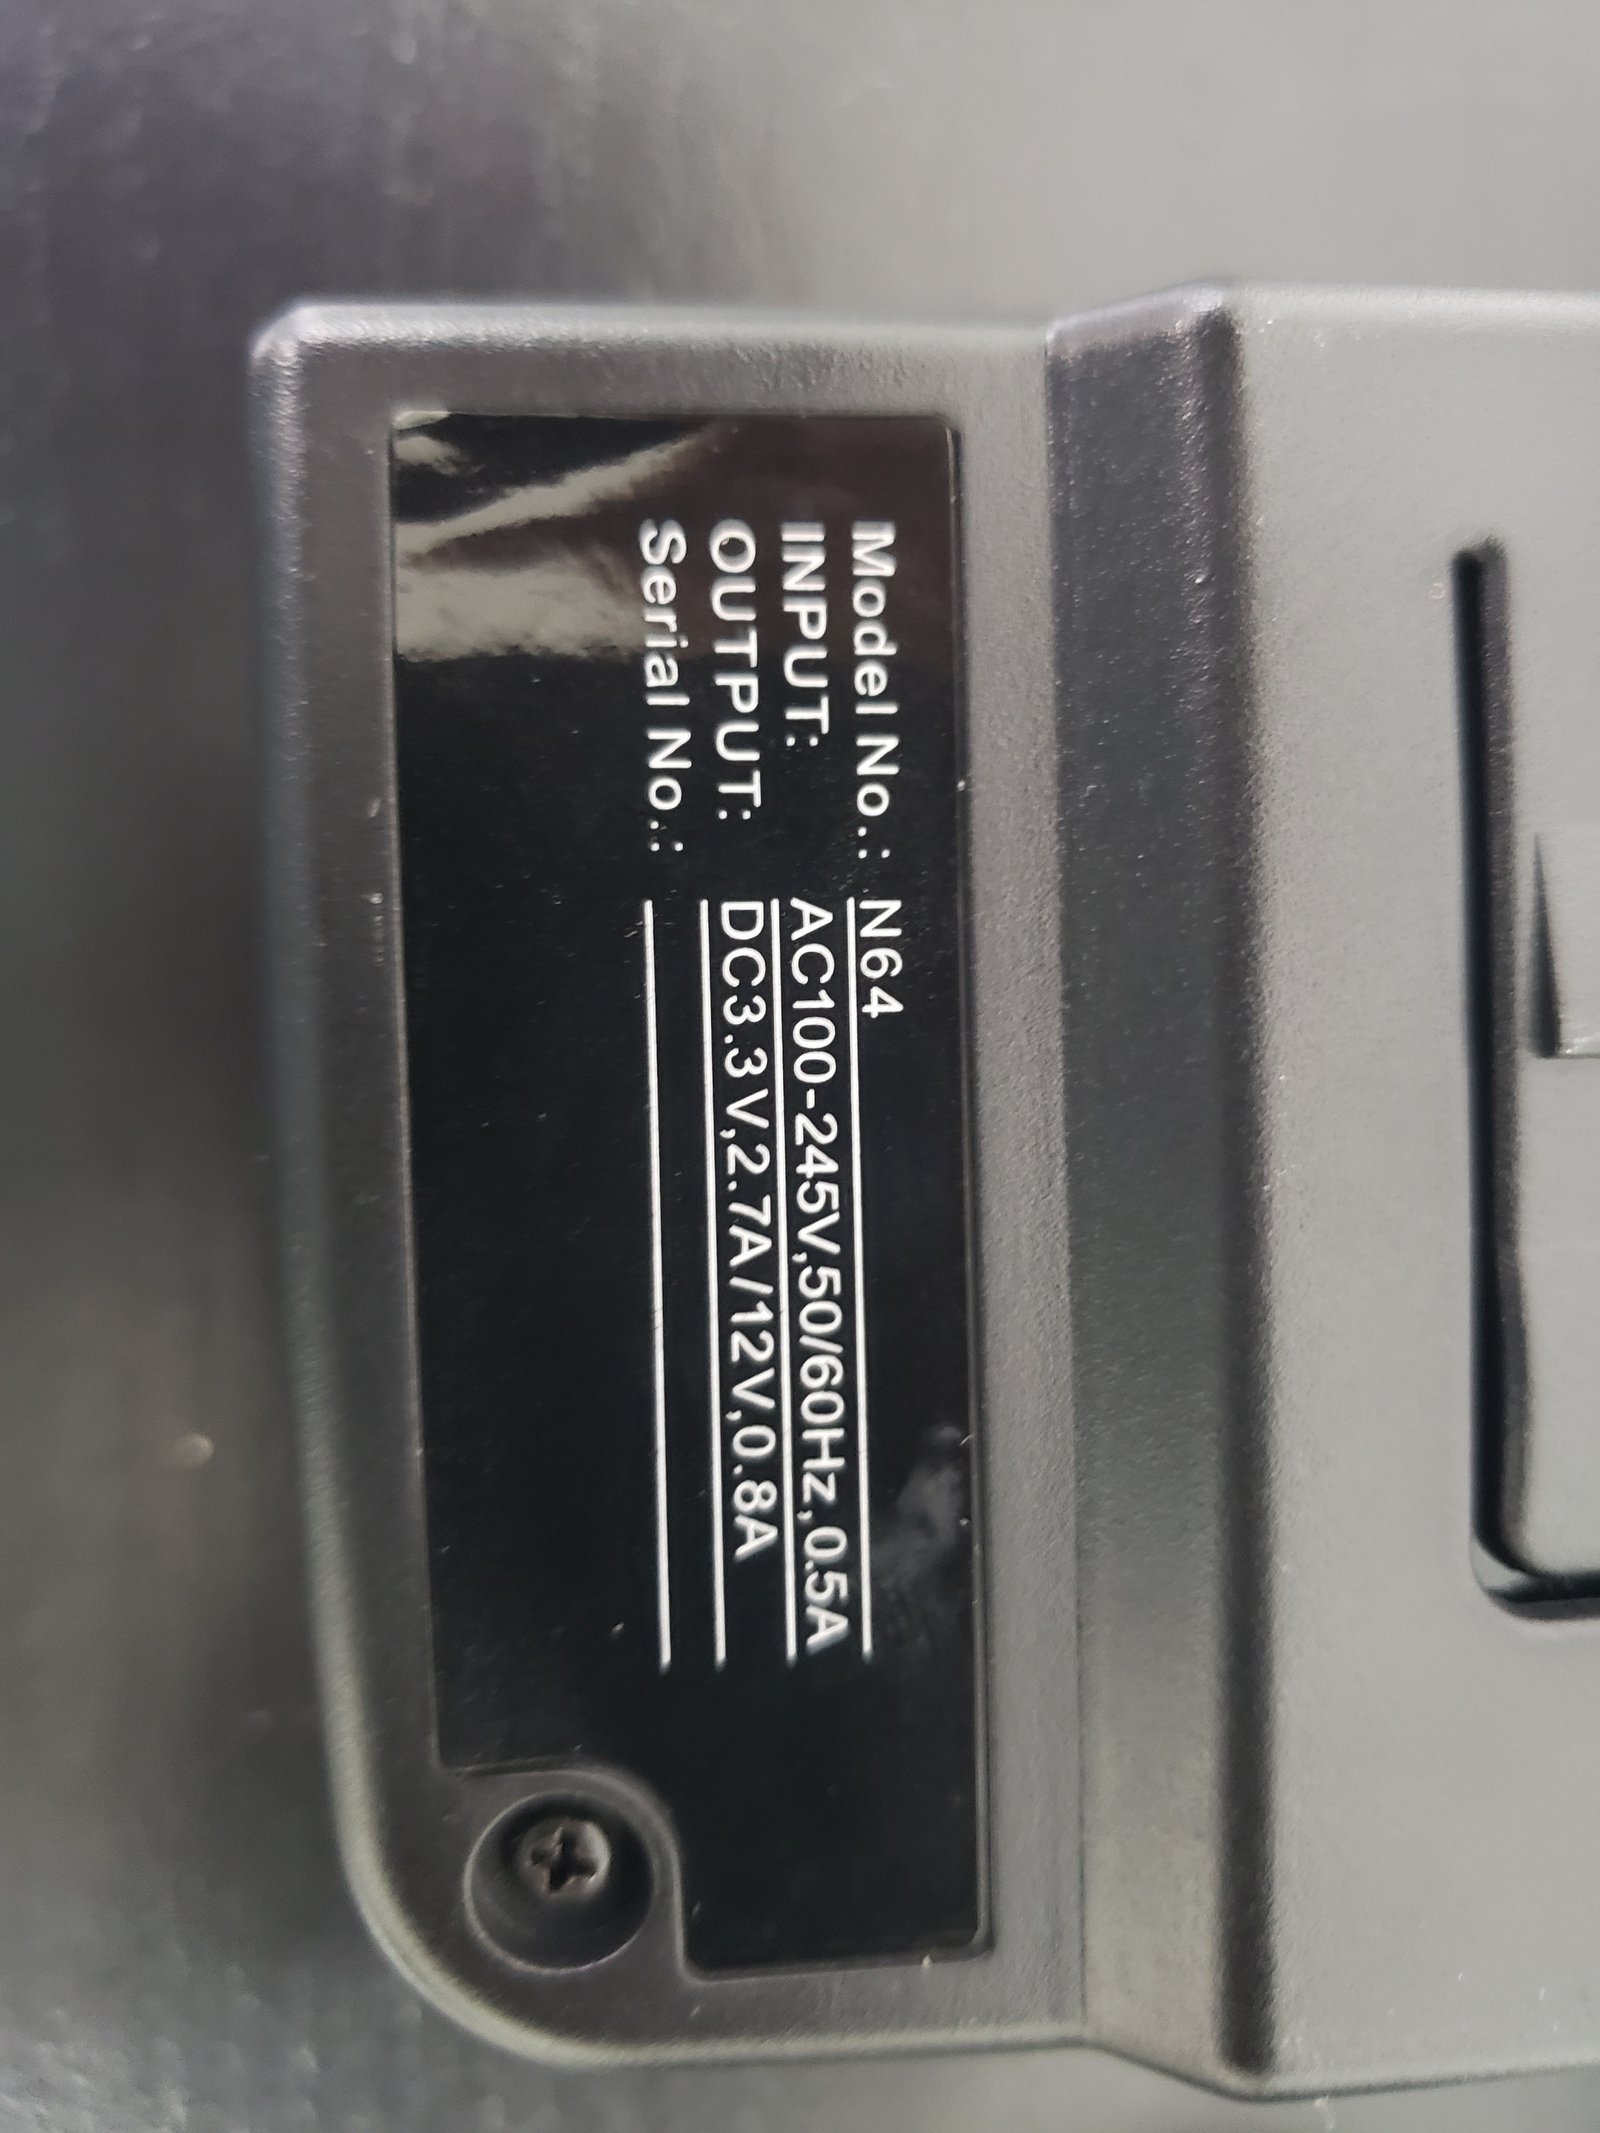 Model No.: N64
INPUT: AC100-245V,50/60Hz,0.5A
OUTPUT: DC3.3V,2.7A/12V,0.8A
Serial No.: